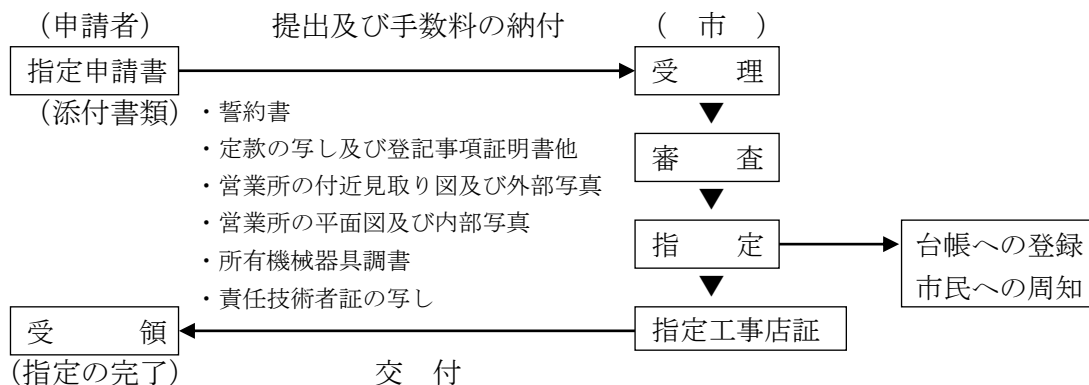 （申請者）　提出及び手数料の納付　（　市　）
指定申請書　受　理
（添付書類）
・誓約書
・定款の写し及び登記事項証明書他
・営業所の付近見取り図及び外部写真
・営業所の平面図及び内部写真
・所有機械器具調書
・責任技術者証の写し
審　査
指　定
台帳への登録
市民への周知
指定工事店証
交　付
受　領
（指定の完了）